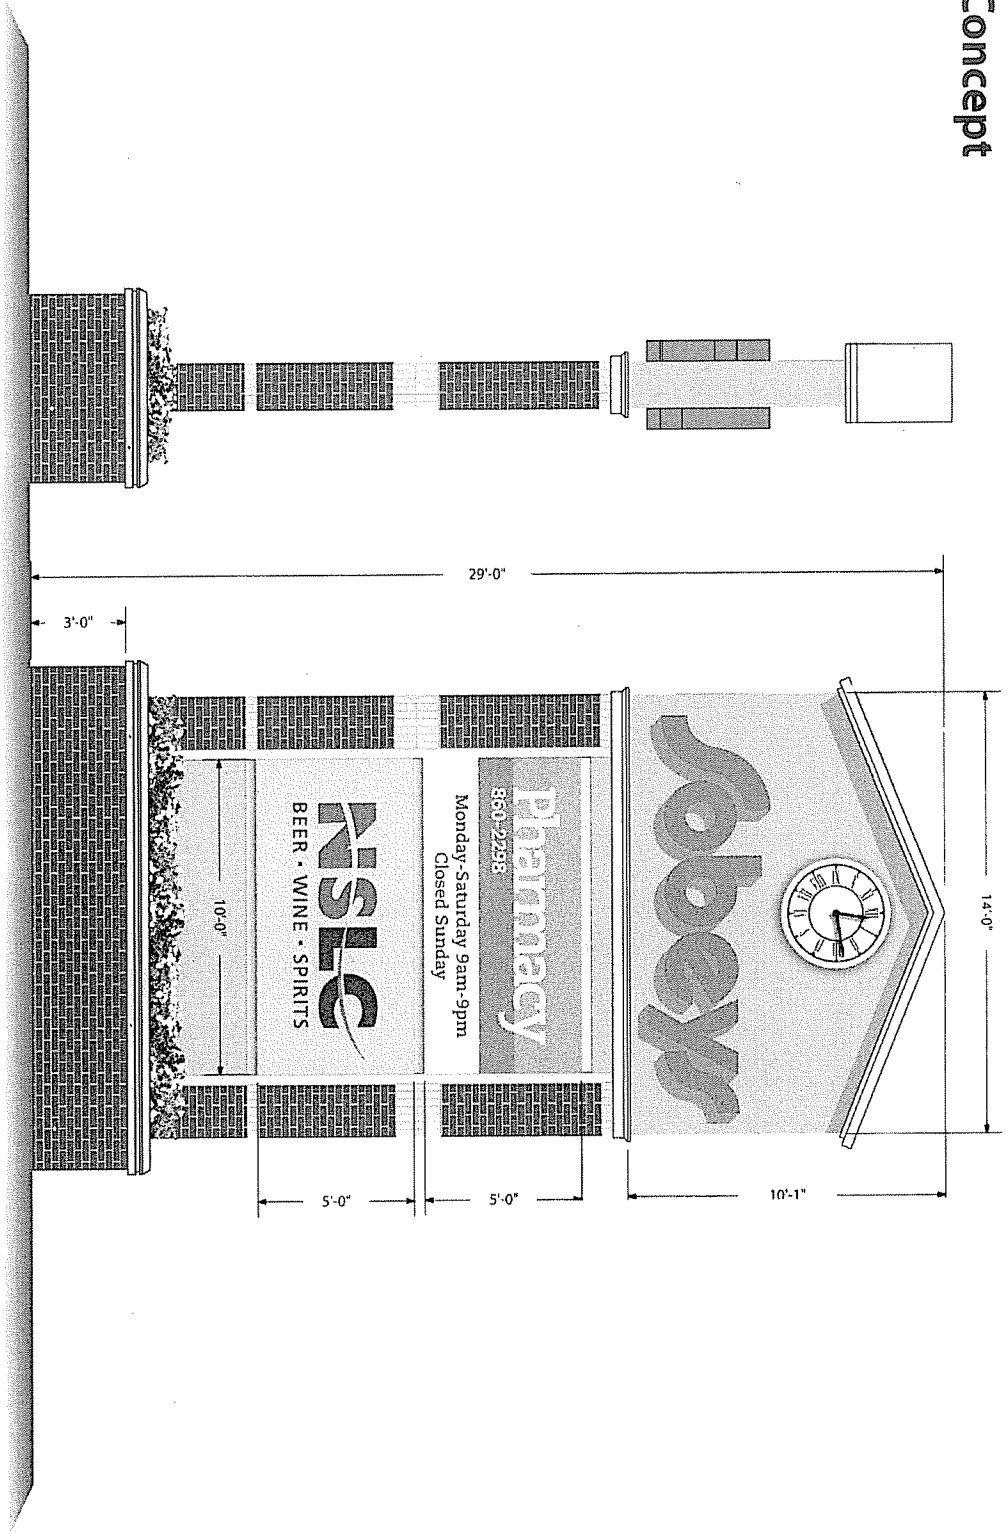 Concept
14'-0"
29'-0"
10'-1"
sobeys
Pharmacy
860-2298
Monday-Saturday 9am-9pm
Closed Sunday
5'-0"
NSLC
BEER • WINE • SPIRITS
5'-0"
10'-0"
3'-0"